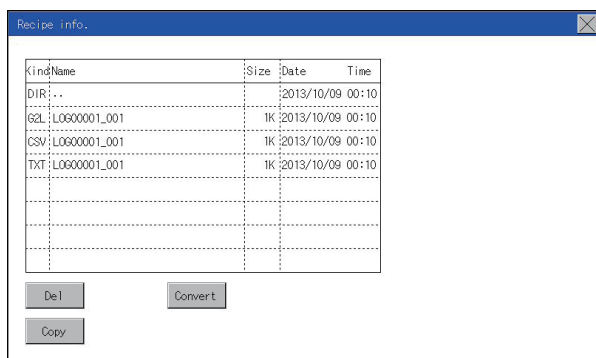 Recipe info.
Kind Name Size Date Time
DIR .. 2013/10/09 00:10
G2L LOG00001_001 1K 2013/10/09 00:10
CSV LOG00001_001 1K 2013/10/09 00:10
TXT LOG00001_001 1K 2013/10/09 00:10
Del Convert
Copy